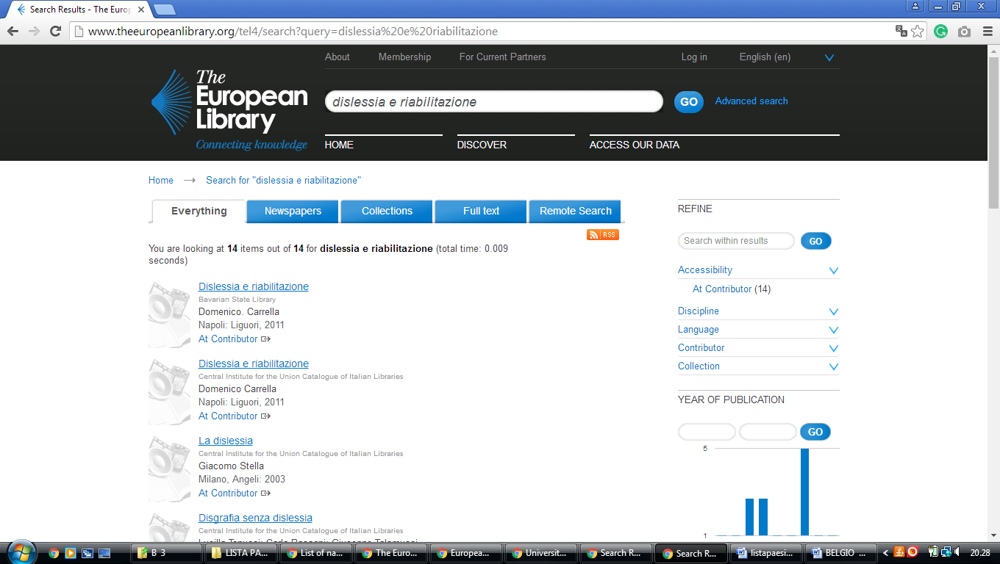 Search Results - The Europ
www.theeuropeanlibrary.org/tel4/search?query=dislessia%20e%20riabilitazione
About Membership For Current Partners Log in English (en)
The
European
Library
Connecting knowledge
dislessia e riabilitazione GO Advanced search
HOME DISCOVER ACCESS OUR DATA
Home → Search for "dislessia e riabilitazione"
Everything Newspapers Collections Full text Remote Search
RSS
You are looking at 14 items out of 14 for dislessia e riabilitazione (total time: 0.009
seconds)
Dislessia e riabilitazione
Bavarian State Library
Domenico. Carrella
Napoli: Liguori, 2011
At Contributor
Dislessia e riabilitazione
Central Institute for the Union Catalogue of Italian Libraries
Domenico Carrella
Napoli: Liguori, 2011
At Contributor
La dislessia
Central Institute for the Union Catalogue of Italian Libraries
Giacomo Stella
Milano, Angeli: 2003
At Contributor
Disgrafia senza dislessia
Central Institute for the Union Catalogue of Italian Libraries
REFINE
Search within results GO
Accessibility
At Contributor (14)
Discipline
Language
Contributor
Collection
YEAR OF PUBLICATION
GO
5
1
B 3 LISTA PA... List of na... The Euro... Europea... Universit... Search R... Search R... listapaesi... BELGIO ... 20.28